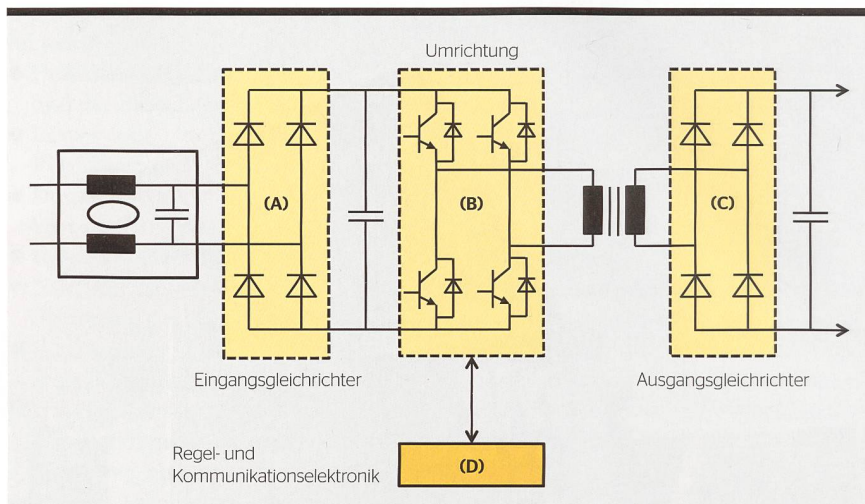 Umrichtung
(A)
(B)
(C)
Eingangsgleichrichter
Ausgangsgleichrichter
Regel- und
Kommunikationselektronik
(D)